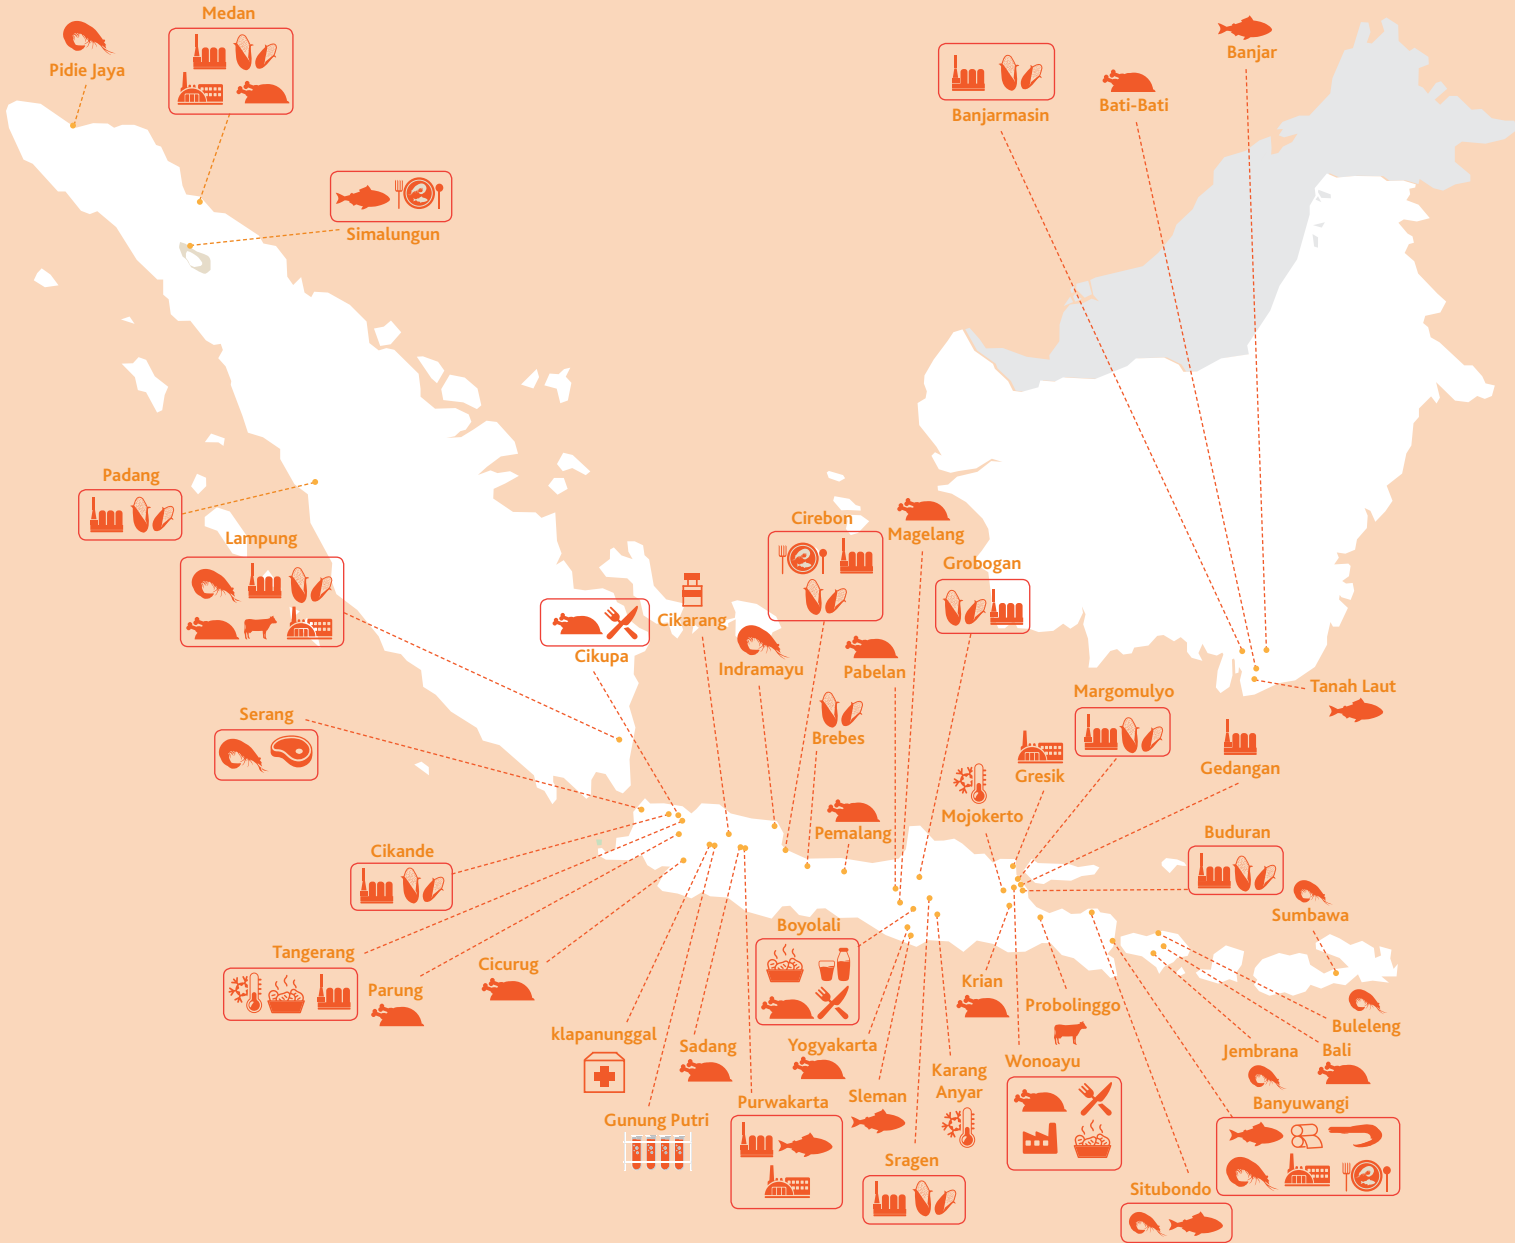 Medan
Pidie Jaya
Simalungun
Banjarmasin
Bati-Bati
Banjar
Padang
Lampung
Cikupa
Cikarang
Indramayu
Cirebon
Magelang
Grobogan
Pabelan
Brebes
Serang
Margomulyo
Tanah Laut
Gresik
Gedangan
Mojokerto
Pemalang
Buduran
Cikande
Sumbawa
Tangerang
Parung
Cicurug
Boyolali
Krian
Probolinggo
Buleleng
klapanunggal
Sadang
Yogyakarta
Karang
Anyar
Wonoayu
Jembrana
Bali
Gunung Putri
Purwakarta
Sleman
Banyuwangi
Sragen
Situbondo